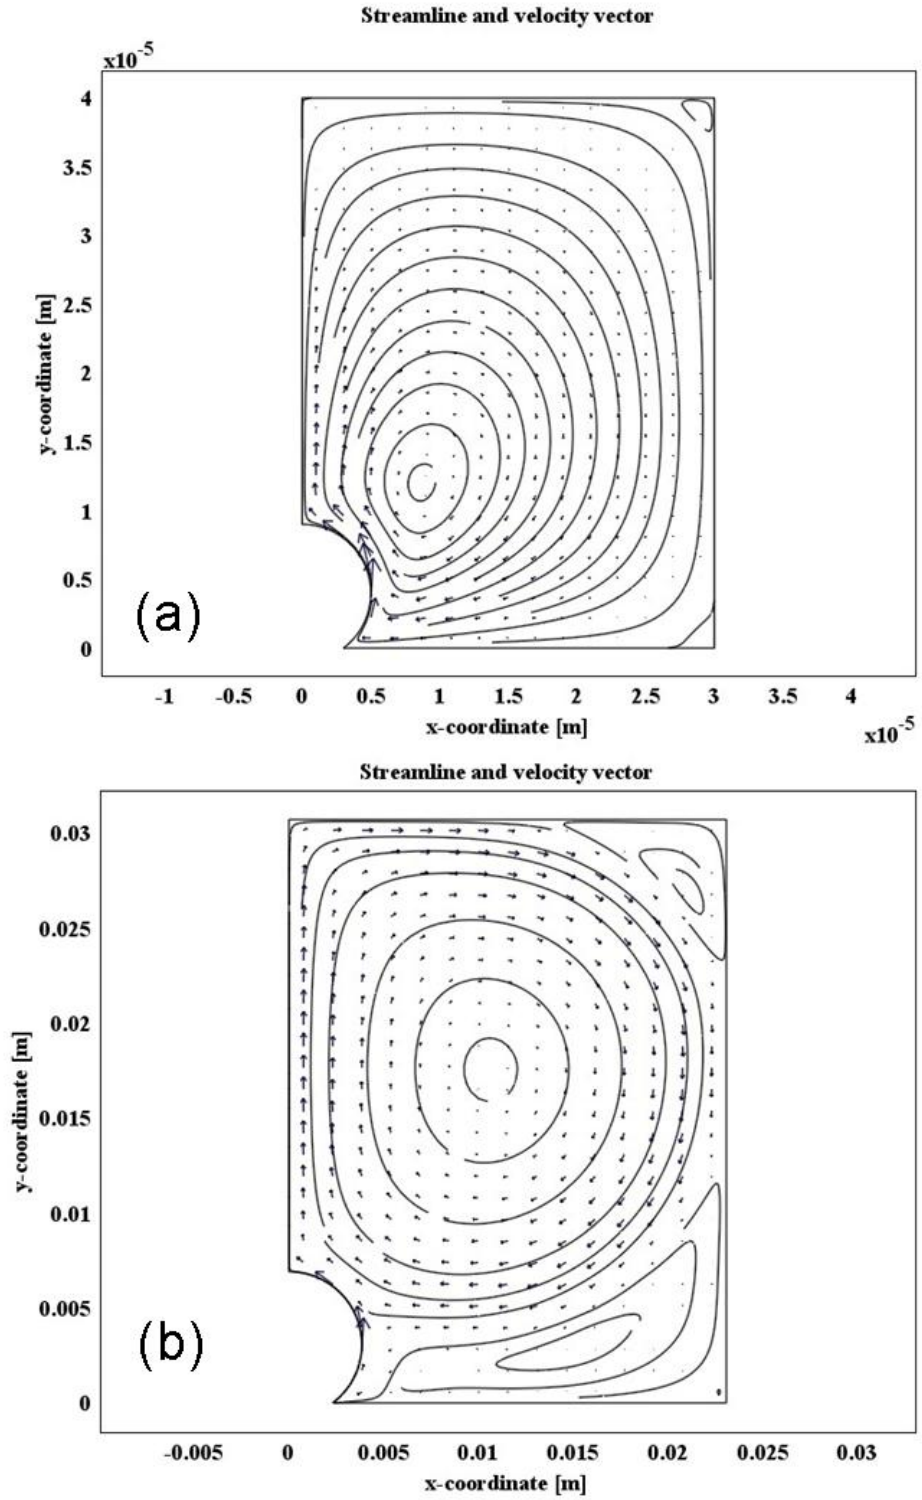 Streamline and velocity vector
x10-5
4
3.5
3
2.5
2
1.5
1
0.5
0
y-coordinate [m]
(a)
-1 -0.5 0 0.5 1 1.5 2 2.5 3 3.5 4
x-coordinate [m]
x10-5
Streamline and velocity vector
0.03
0.025
0.02
0.015
0.01
0.005
0
y-coordinate [m]
(b)
-0.005 0 0.005 0.01 0.015 0.02 0.025 0.03
x-coordinate [m]